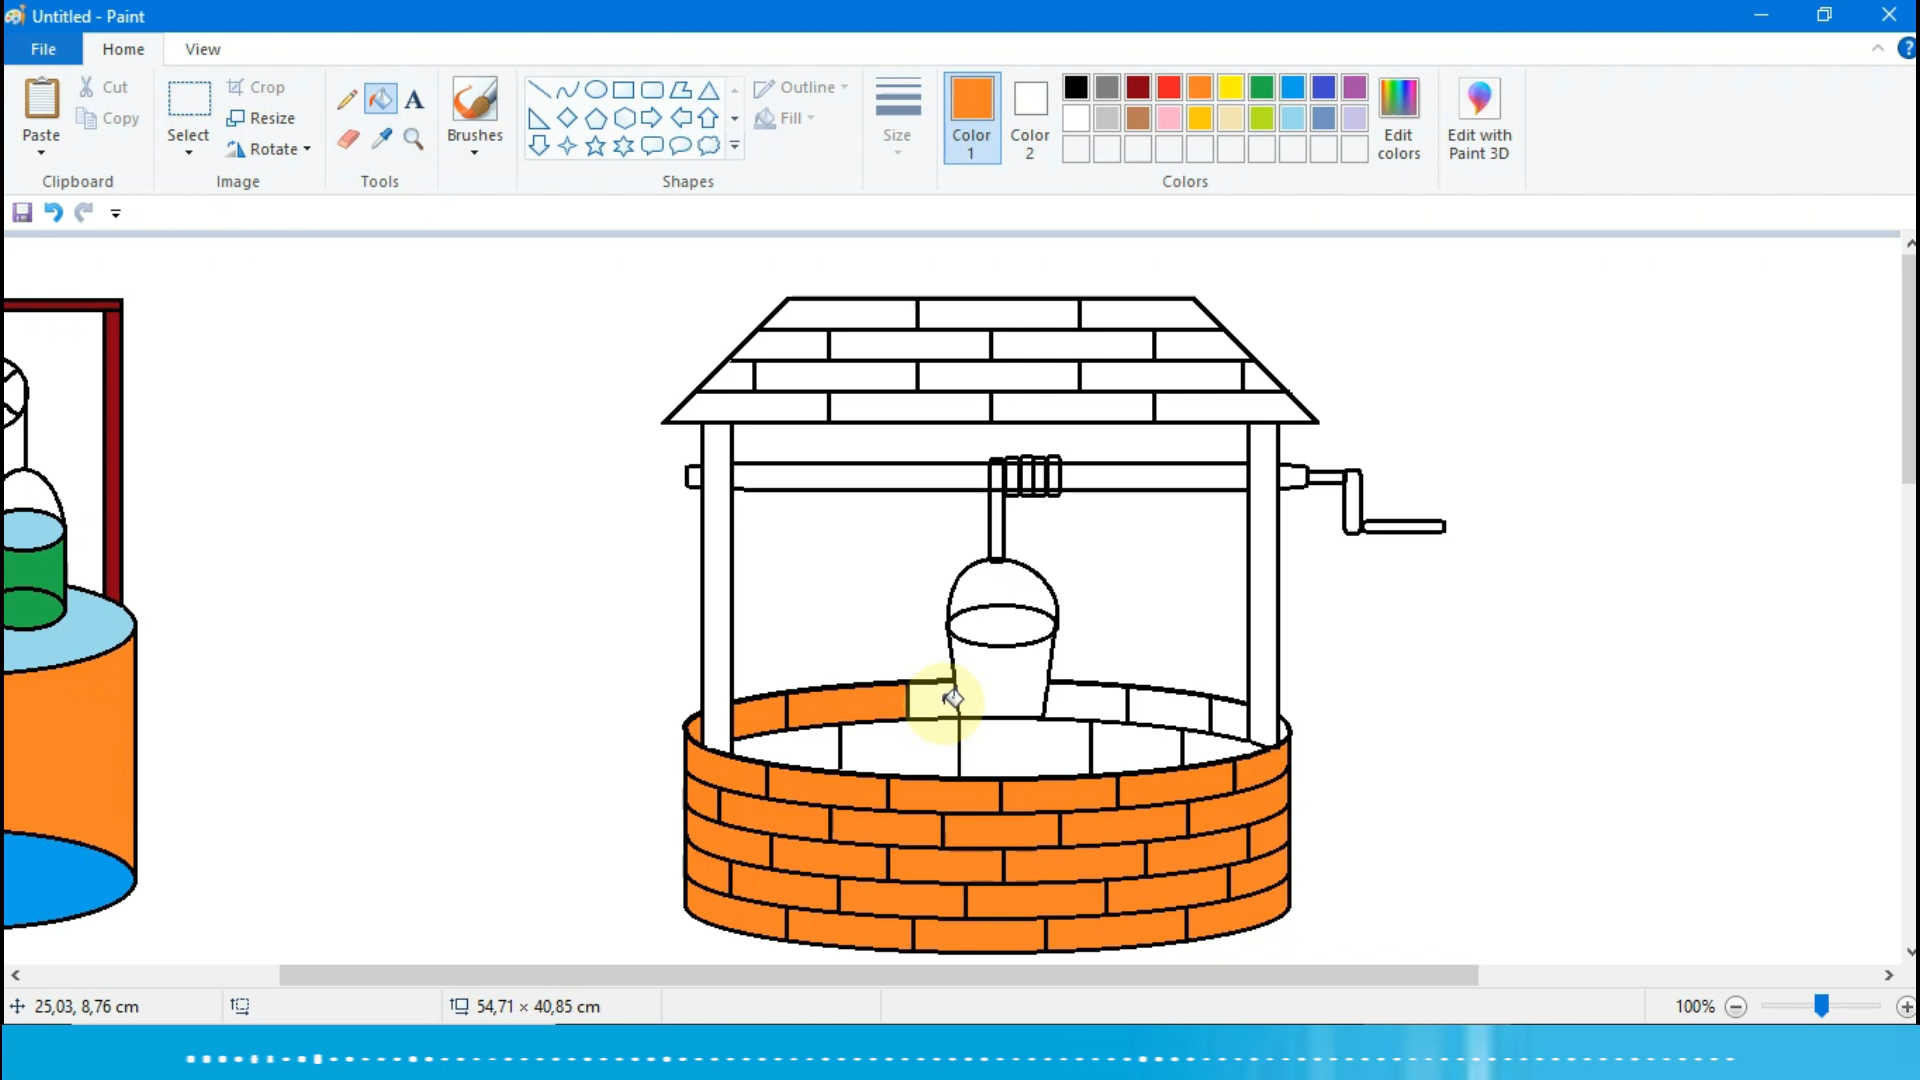 Untitled - Paint
File Home View
Paste Cut Copy Select Crop Resize Rotate A Brushes Outline Fill Size Color 1 Color 2 Edit colors Edit with Paint 3D ?
Clipboard Image Tools Shapes Colors
25,03, 8,76 cm 54,71 × 40,85 cm 100%